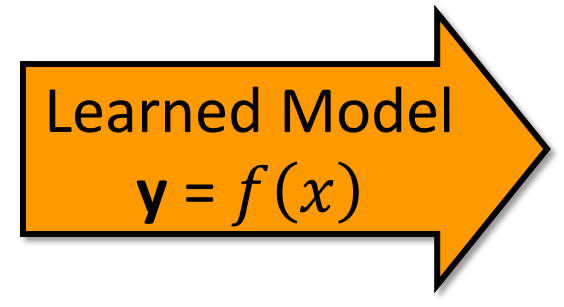 Learned Model
y = f(x)